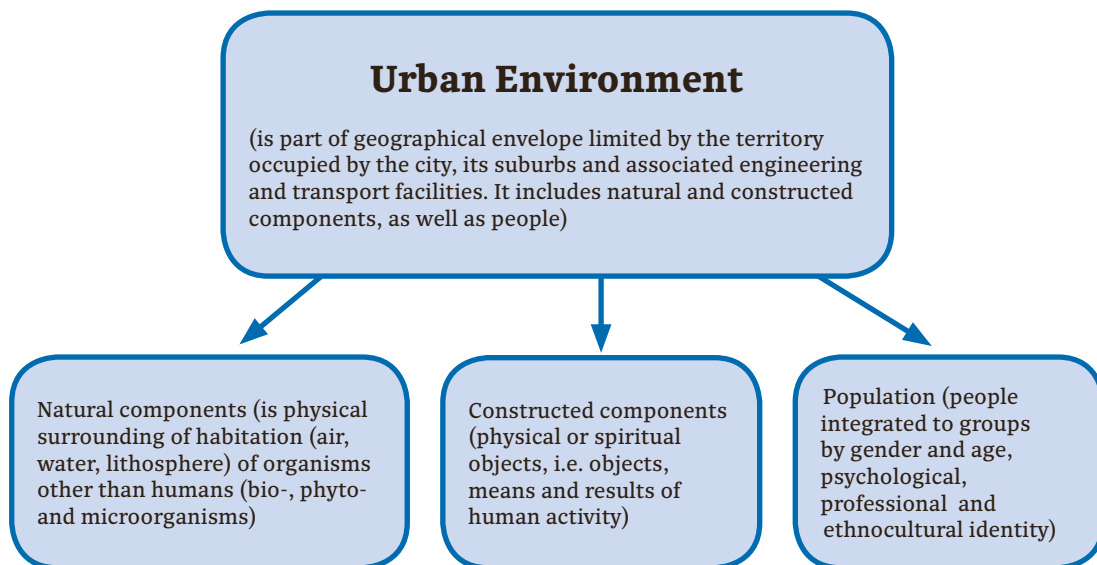 Urban Environment
(is part of geographical envelope limited by the territory
occupied by the city, its suburbs and associated engineering
and transport facilities. It includes natural and constructed
components, as well as people)
Natural components (is physical
surrounding of habitation (air,
water, lithosphere) of organisms
other than humans (bio-, phyto-
and microorganisms)
Constructed components
(physical or spiritual
objects, i.e. objects,
means and results of
human activity)
Population (people
integrated to groups
by gender and age,
psychological,
professional and
ethnocultural identity)